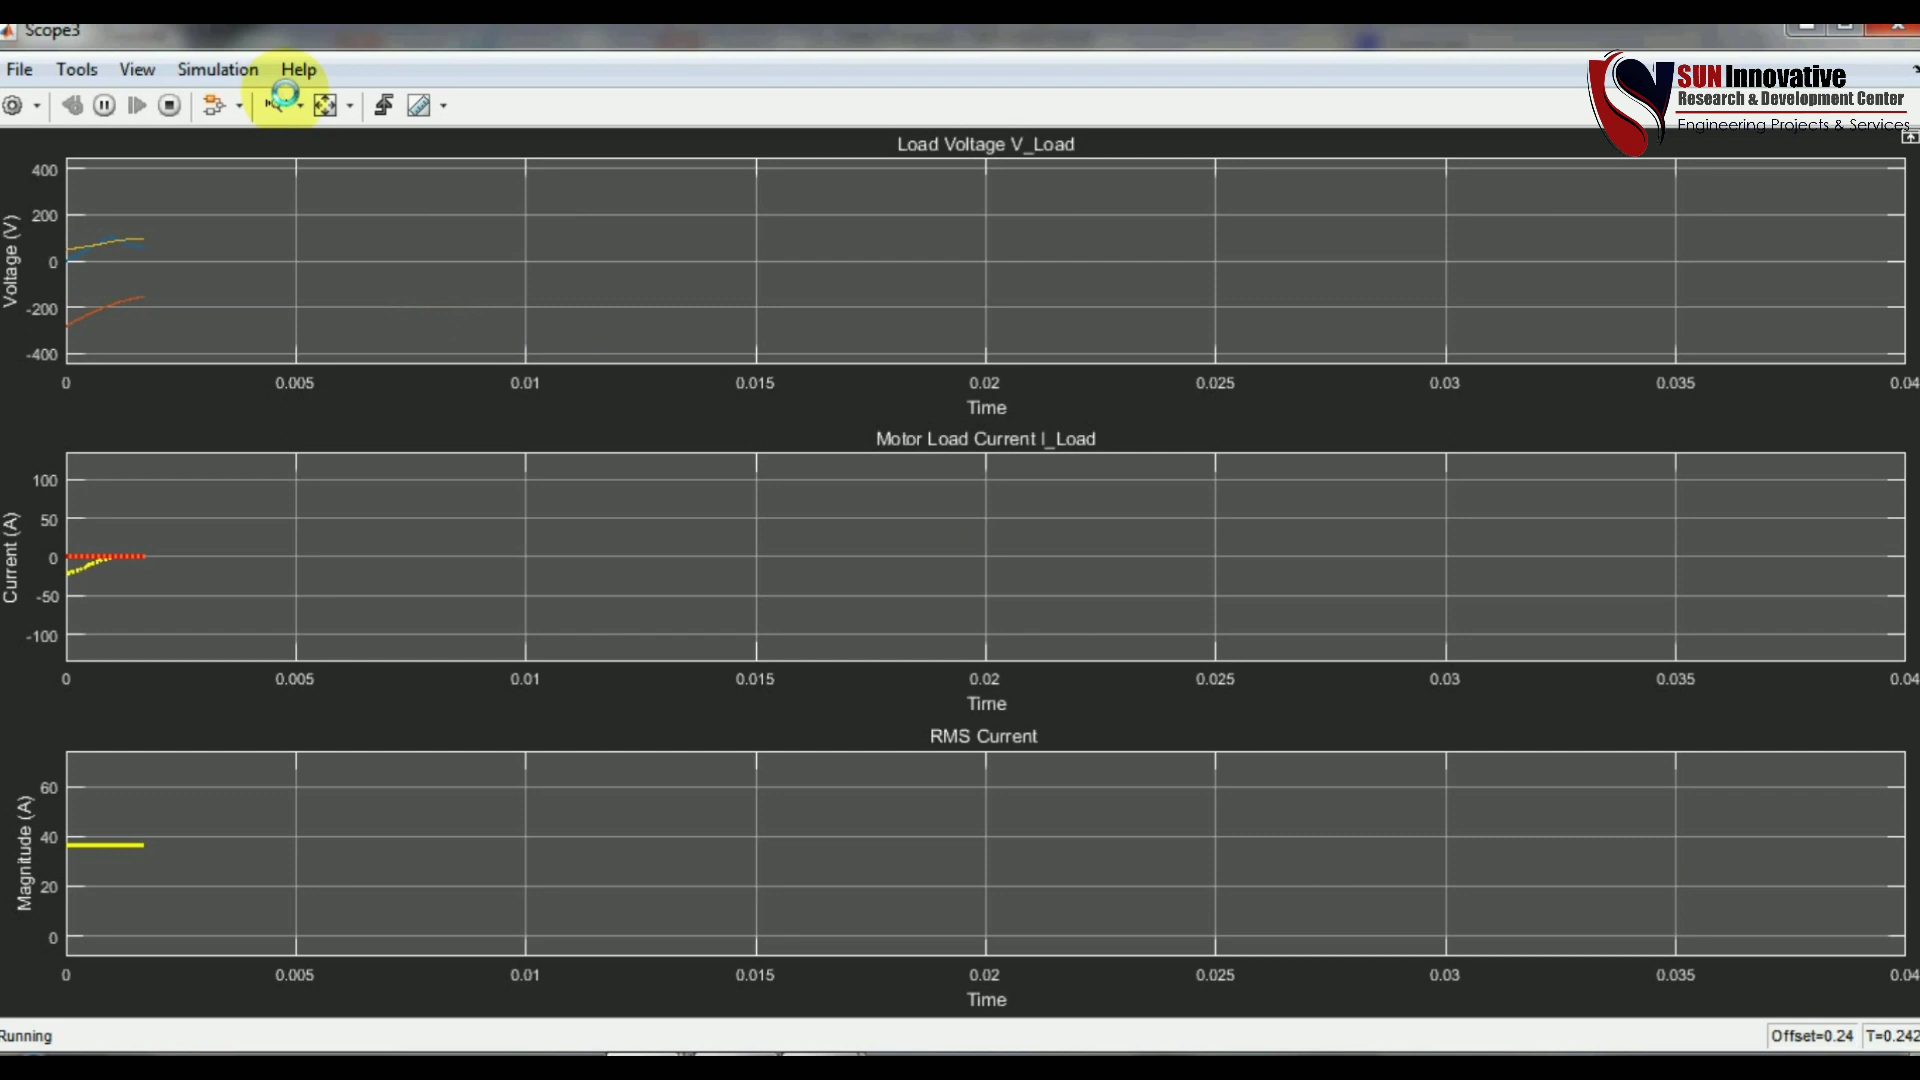 Scope3
File Tools View Simulation Help
SUN Innovative
Research & Development Center
Engineering Projects & Services
Load Voltage V_Load
400
200
0
-200
-400
Voltage (V)
0 0.005 0.01 0.015 0.02 0.025 0.03 0.035 0.04
Time
Motor Load Current I_Load
100
50
0
-50
-100
Current (A)
0 0.005 0.01 0.015 0.02 0.025 0.03 0.035 0.04
Time
RMS Current
60
40
20
0
Magnitude (A)
0 0.005 0.01 0.015 0.02 0.025 0.03 0.035 0.04
Time
Running
Offset=0.24 T=0.242